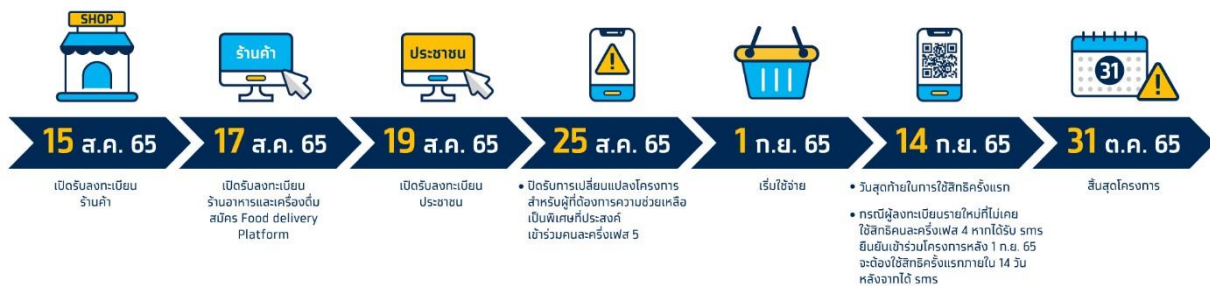 SHOP
ร้านค้า
ประชาชน
31
15 ส.ค. 65
17 ส.ค. 65
19 ส.ค. 65
25 ส.ค. 65
1 ก.ย. 65
14 ก.ย. 65
31 ต.ค. 65
เปิดรับลงทะเบียน
ร้านค้า
เปิดรับลงทะเบียน
ร้านอาหารและเครื่องดื่ม
สมัคร Food delivery
Platform
เปิดรับลงทะเบียน
ประชาชน
• ปิดรับการเปลี่ยนแปลงโครงการ
สำหรับผู้ที่ต้องการความช่วยเหลือ
เป็นพิเศษที่ประสงค์
เข้าร่วมคนละครึ่งเฟส 5
เริ่มใช้จ่าย
• วันสุดท้ายในการใช้สิทธิครั้งแรก
• กรณีผู้ลงทะเบียนรายใหม่ที่ไม่เคย
ใช้สิทธิคนละครึ่งเฟส 4 หากได้รับ sms
ยืนยันเข้าร่วมโครงการหลัง 1 ก.ย. 65
จะต้องใช้สิทธิครั้งแรกภายใน 14 วัน
หลังจากได้ sms
สิ้นสุดโครงการ